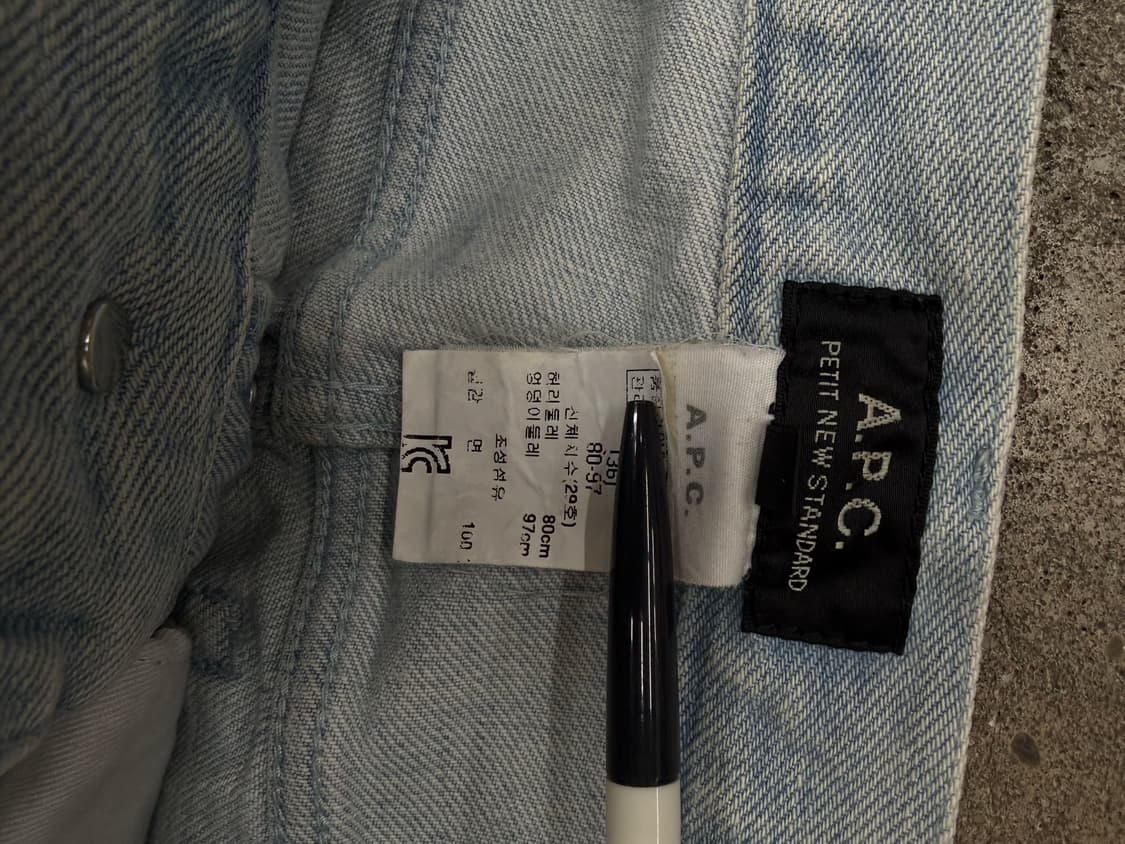 A.P.C.
PETIT NEW STANDARD
A.P.C.
80-97
신체 치수:(29호)
허리 둘레 80cm
엉덩이둘레 97cm
조성섬유
면 100